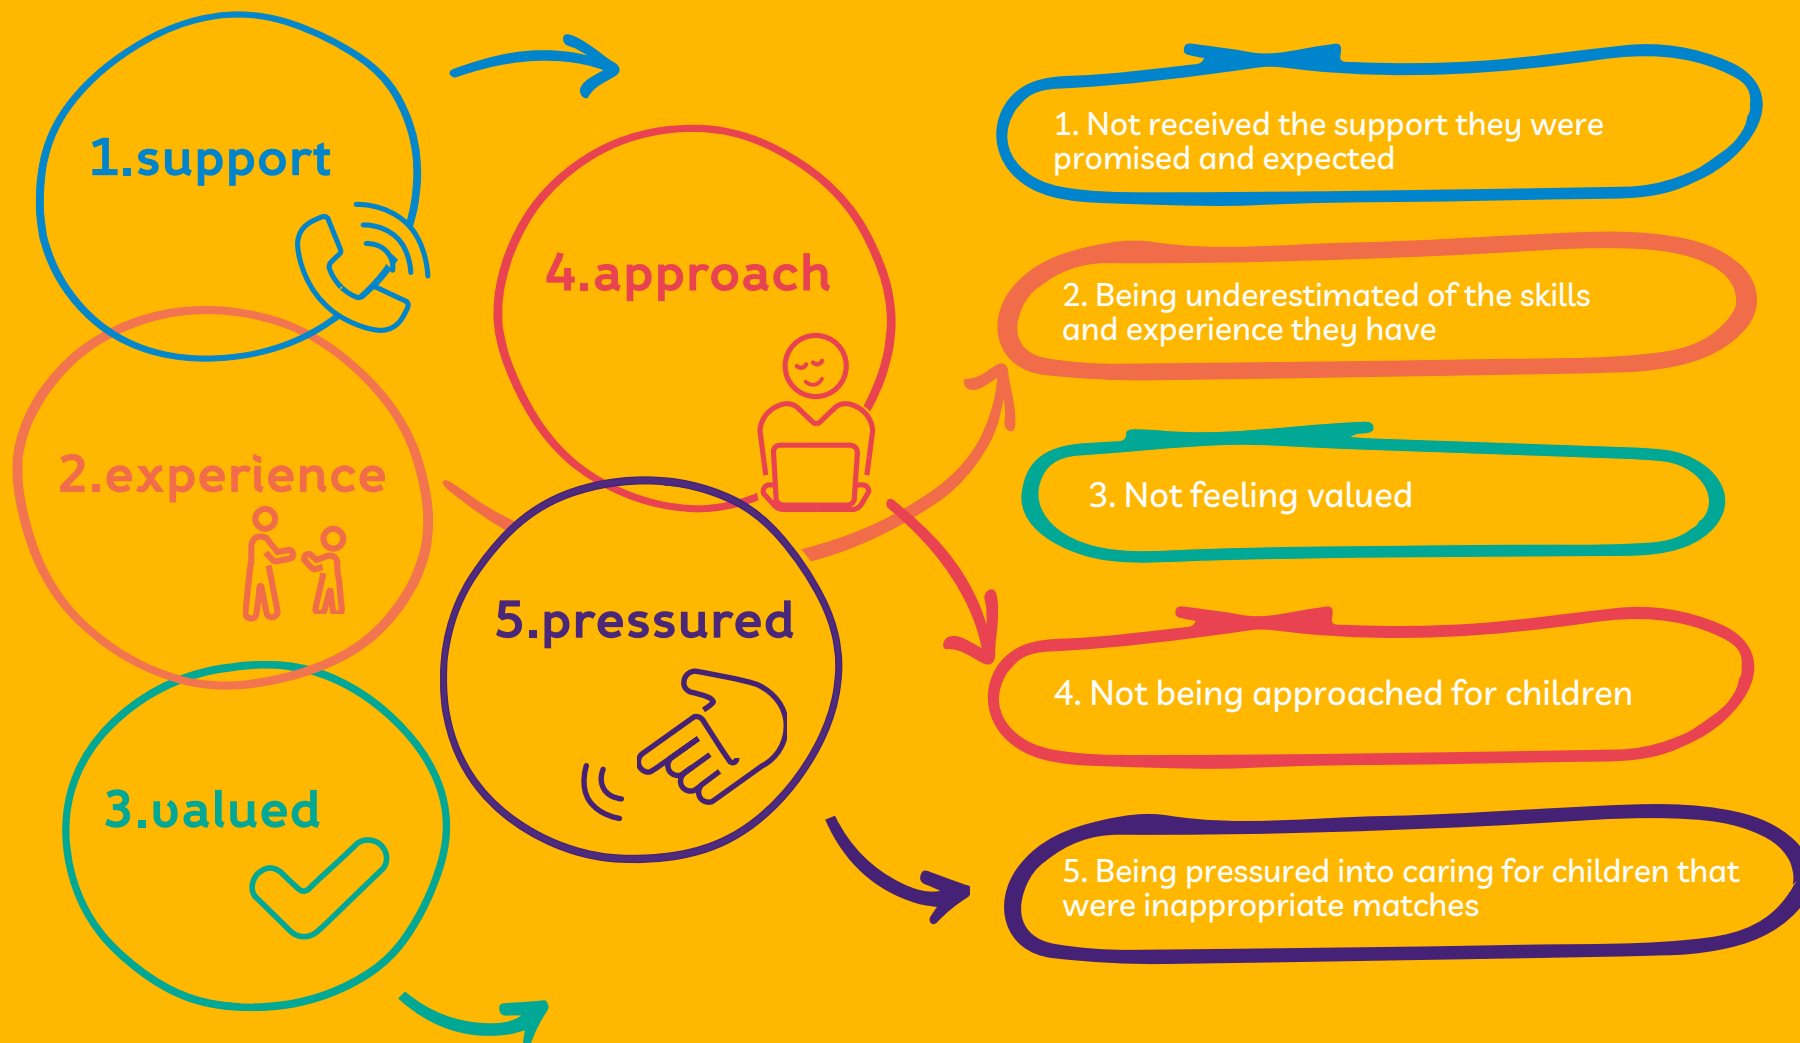 1.support
2.experience
3.valued
4.approach
5.pressured
1. Not received the support they were
promised and expected
2. Being underestimated of the skills
and experience they have
3. Not feeling valued
4. Not being approached for children
5. Being pressured into caring for children that
were inappropriate matches